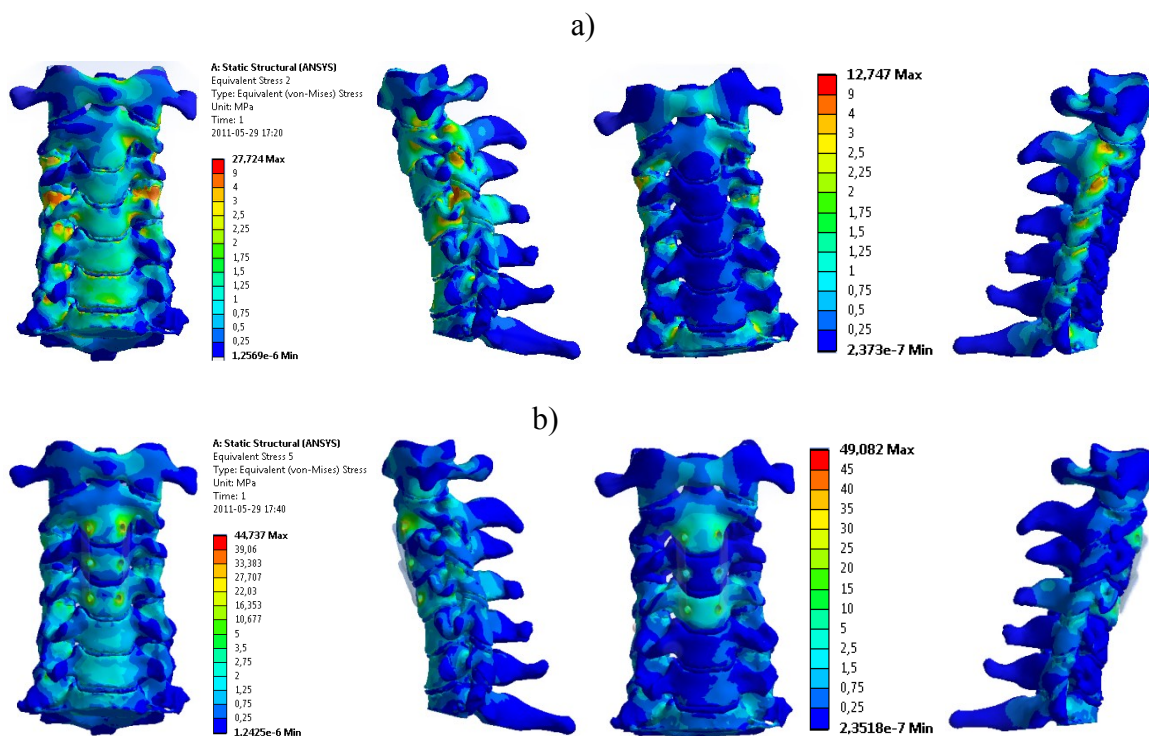 a)
A: Static Structural (ANSYS)
Equivalent Stress 2
Type: Equivalent (von-Mises) Stress
Unit: MPa
Time: 1
2011-05-29 17:20
27,724 Max
9
4
3
2,5
2,25
2
1,75
1,5
1,25
1
0,75
0,5
0,25
1,2569e-6 Min
12,747 Max
9
4
3
2,5
2,25
2
1,75
1,5
1,25
1
0,75
0,5
0,25
2,373e-7 Min
b)
A: Static Structural (ANSYS)
Equivalent Stress 5
Type: Equivalent (von-Mises) Stress
Unit: MPa
Time: 1
2011-05-29 17:40
44,737 Max
39,06
33,383
27,707
22,03
16,353
10,677
5
3,5
2,75
2
1,25
0,75
0,25
1,2425e-6 Min
49,082 Max
45
40
35
30
25
20
15
10
5
2,5
1,5
0,75
0,25
2,3518e-7 Min